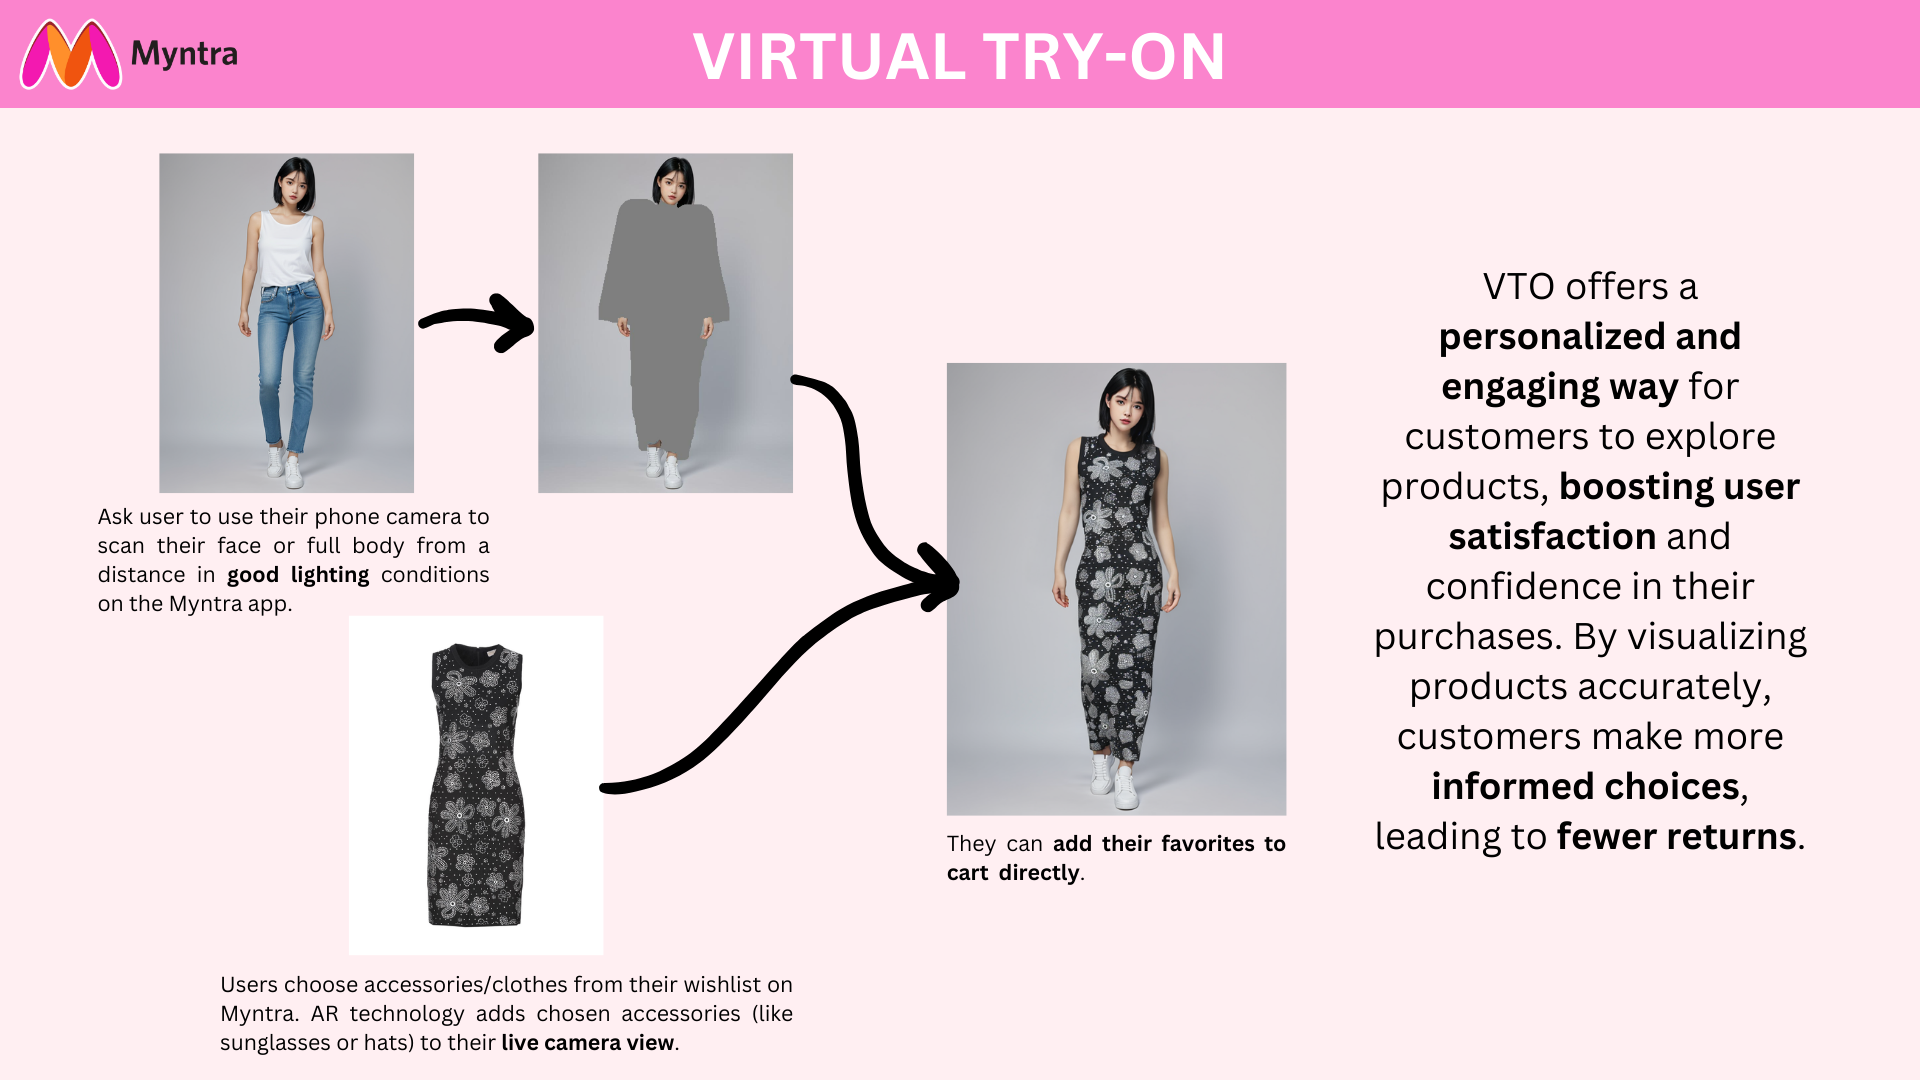 Myntra
VIRTUAL TRY-ON
Ask user to use their phone camera to
scan their face or full body from a
distance in good lighting conditions
on the Myntra app.
Users choose accessories/clothes from their wishlist on
Myntra. AR technology adds chosen accessories (like
sunglasses or hats) to their live camera view.
They can add their favorites to
cart directly.
VTO offers a
personalized and
engaging way for
customers to explore
products, boosting user
satisfaction and
confidence in their
purchases. By visualizing
products accurately,
customers make more
informed choices,
leading to fewer returns.